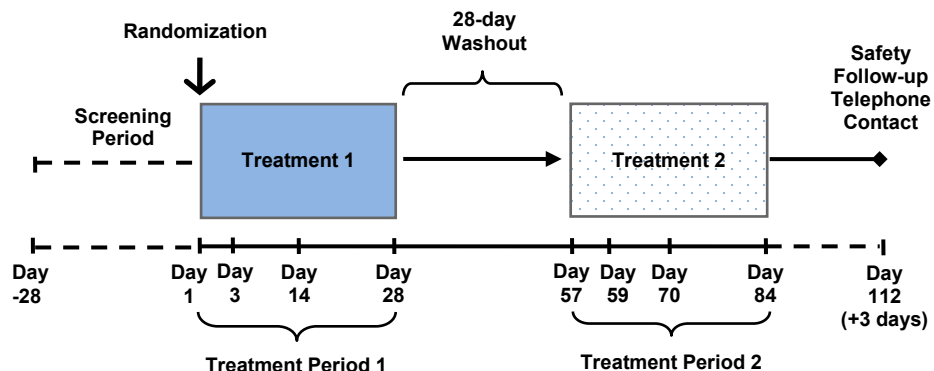 Randomization
28-day
Washout
Safety
Follow-up
Telephone
Contact
Screening
Period
Treatment 1
Treatment 2
Day
-28
Day
1
Day
3
Day
14
Day
28
Day
57
Day
59
Day
70
Day
84
Day
112
(+3 days)
Treatment Period 1
Treatment Period 2